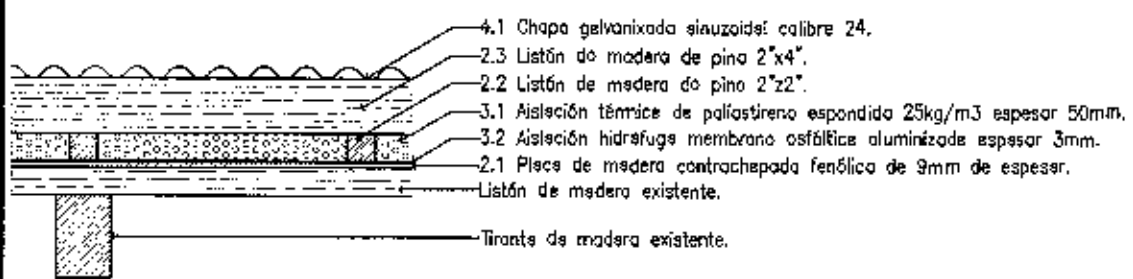 4.1 Chapa galvanizada sinuzoidal calibre 24.
2.3 Listón de madera de pino 2"x4".
2.2 Listón de madera de pino 2"z2".
3.1 Aislación térmica de poliestireno espondido 25kg/m3 espesor 50mm.
3.2 Aislación hidráfuga membrana asfáltica aluminizada espesor 3mm.
2.1 Placa de madera contrachapada fenólica de 9mm de espesor.
Listón de madera existente.
Tirante de madera existente.